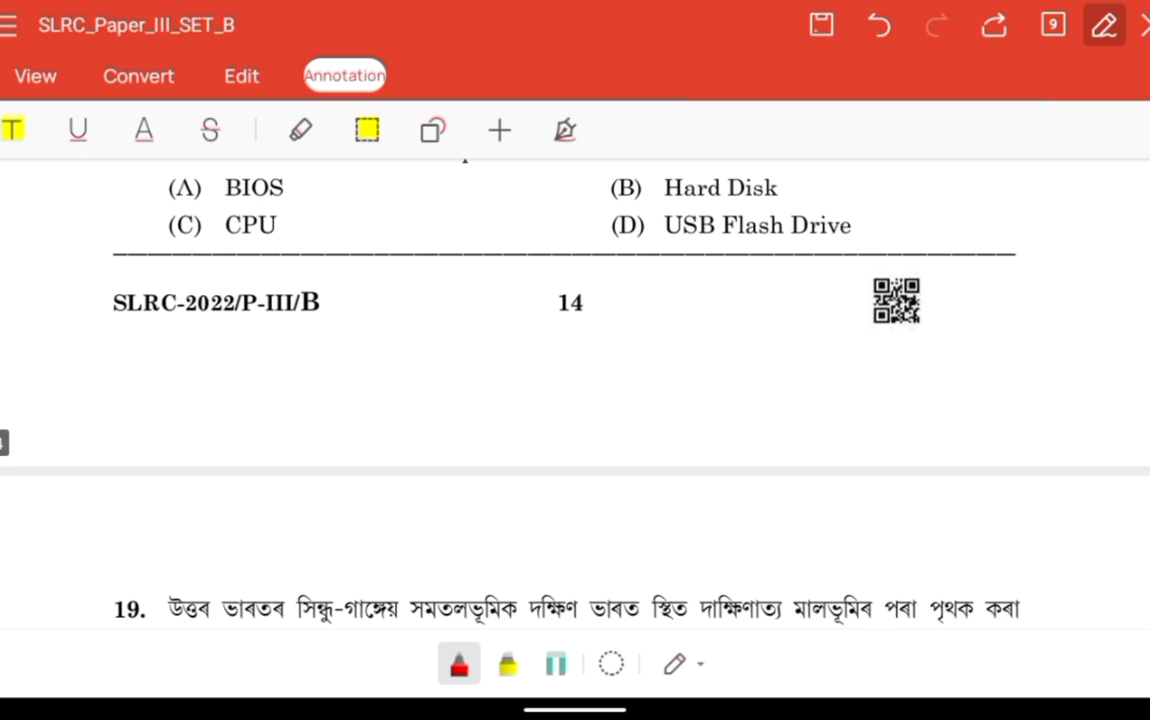 SLRC_Paper_III_SET_B
9
View Convert Edit Annotation
T U A S
(A) BIOS (B) Hard Disk
(C) CPU (D) USB Flash Drive
SLRC-2022/P-III/B 14
19. উত্তৰ ভাৰতৰ সিন্ধু-গাঙ্গেয় সমতলভূমিক দক্ষিণ ভাৰত স্থিত দাক্ষিণাত্য মালভূমিৰ পৰা পৃথক কৰা